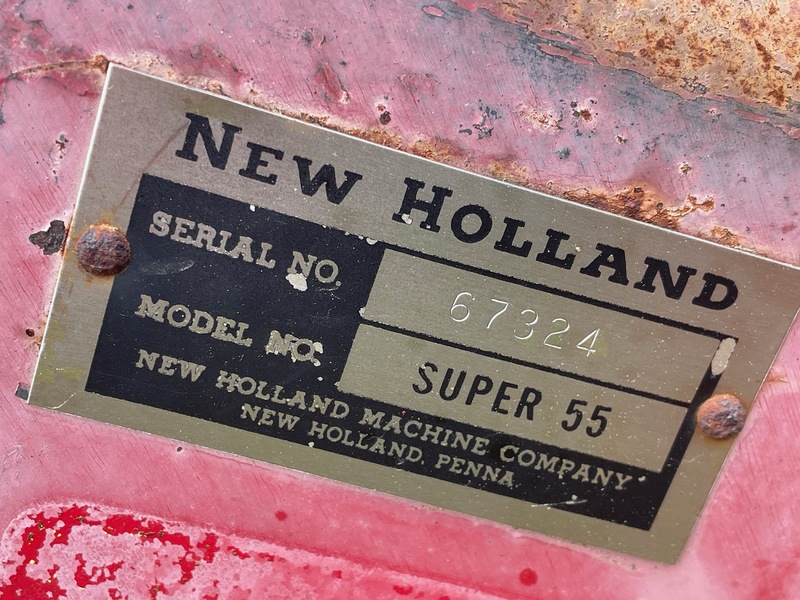 NEW HOLLAND
SERIAL NO. 67324
MODEL NO. SUPER 55
NEW HOLLAND MACHINE COMPANY
NEW HOLLAND, PENNA